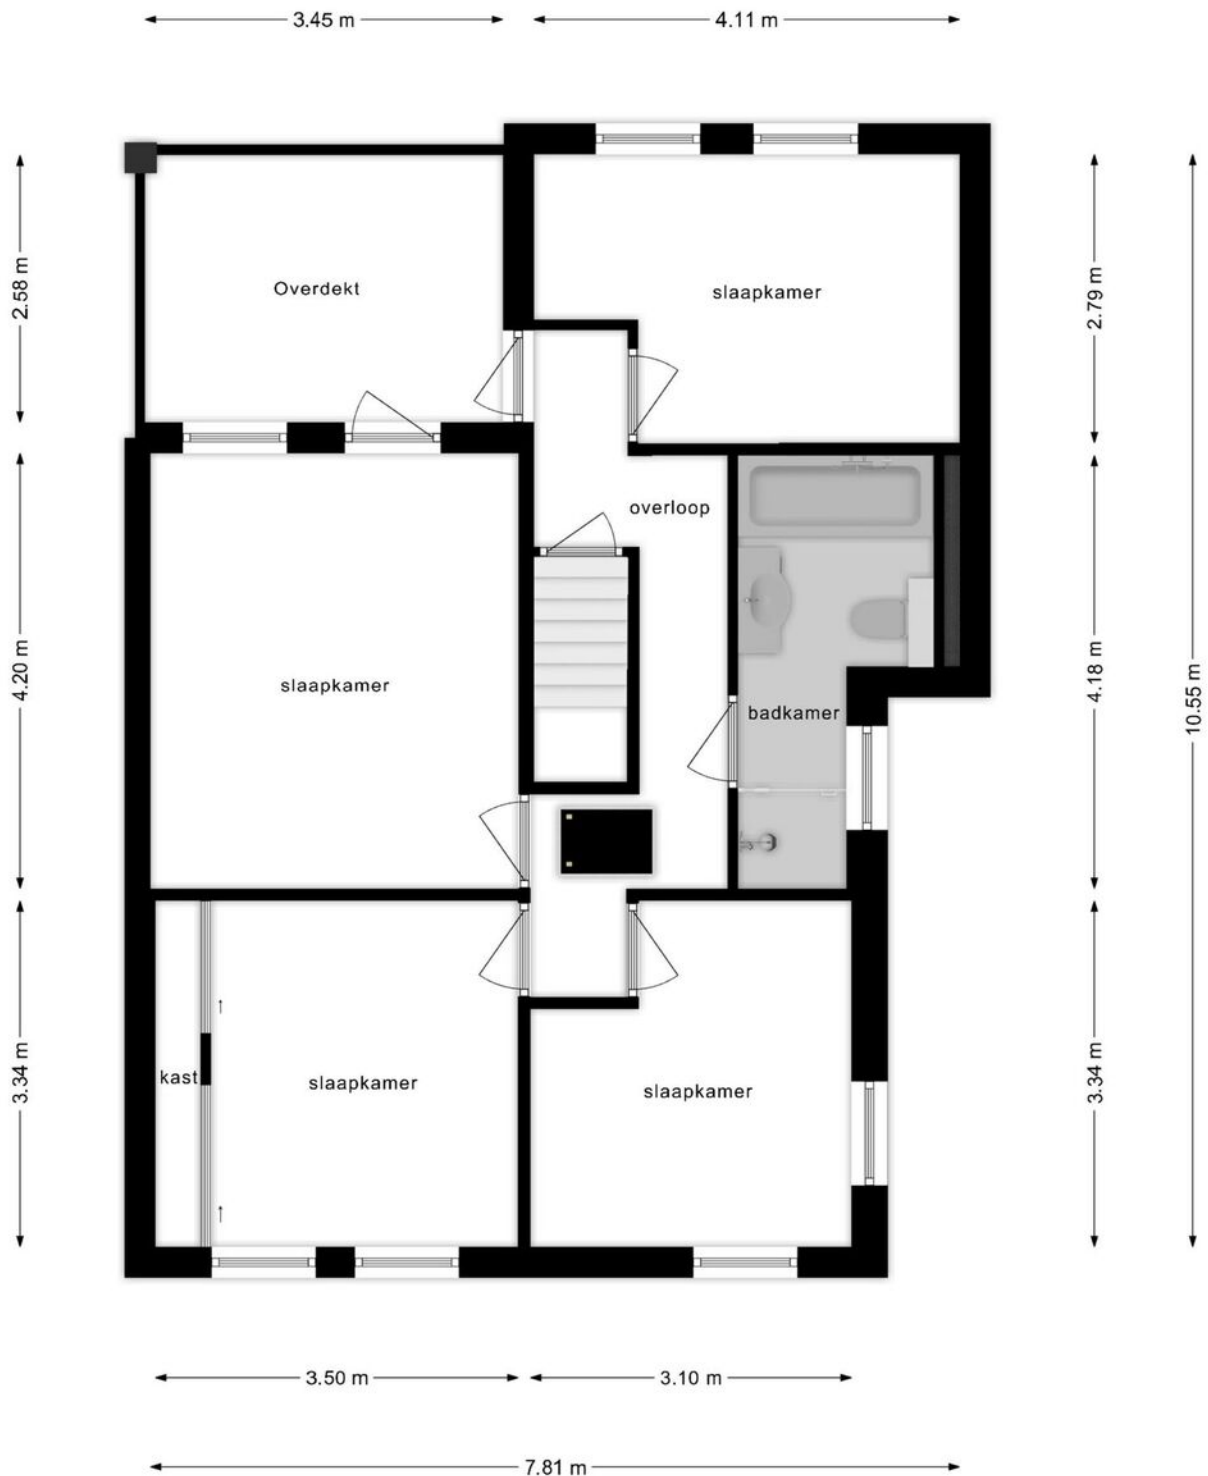 3.45 m
4.11 m
2.58 m
Overdekt
slaapkamer
2.79 m
10.55 m
overloop
4.20 m
slaapkamer
badkamer
4.18 m
3.34 m
kast
slaapkamer
slaapkamer
3.34 m
3.50 m
3.10 m
7.81 m